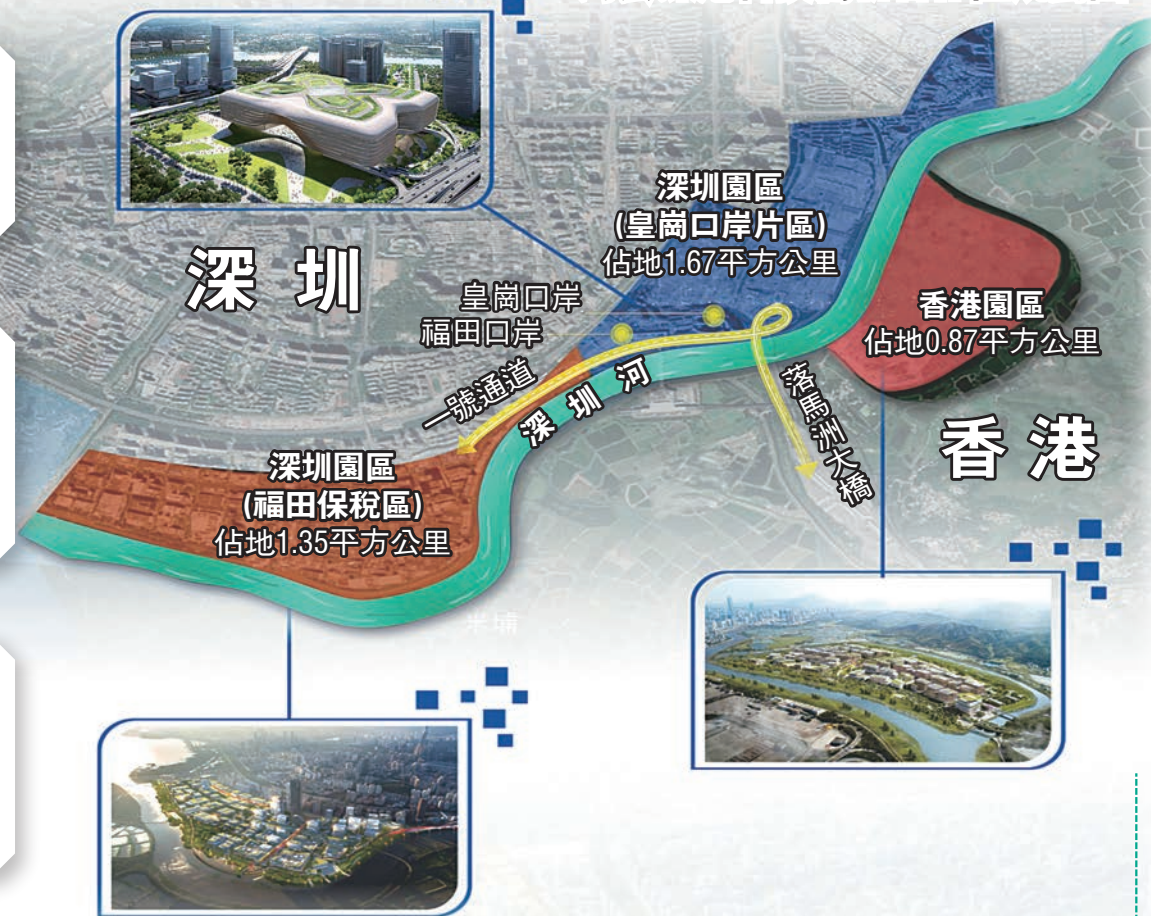 深圳園區
(皇崗口岸片區)
佔地1.67平方公里
深圳
皇崗口岸
福田口岸
香港園區
佔地0.87平方公里
一號通道
深圳河
落馬洲大橋
香港
深圳園區
(福田保稅區)
佔地1.35平方公里
米埔